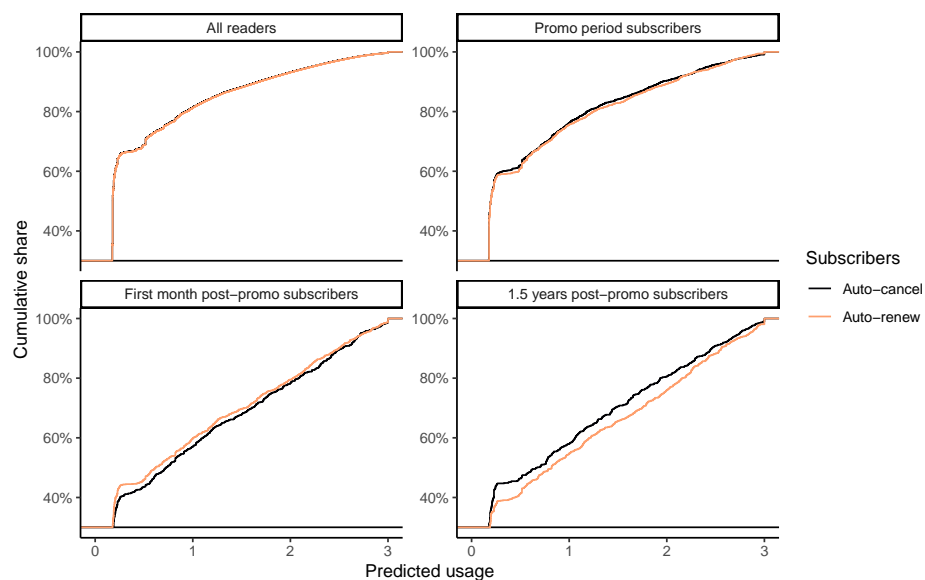 All readers
Promo period subscribers
100%
80%
60%
40%
100%
80%
60%
40%
First month post−promo subscribers
1.5 years post−promo subscribers
100%
80%
60%
40%
100%
80%
60%
40%
0 1 2 3
0 1 2 3
Predicted usage
Cumulative share
Subscribers
Auto−cancel
Auto−renew